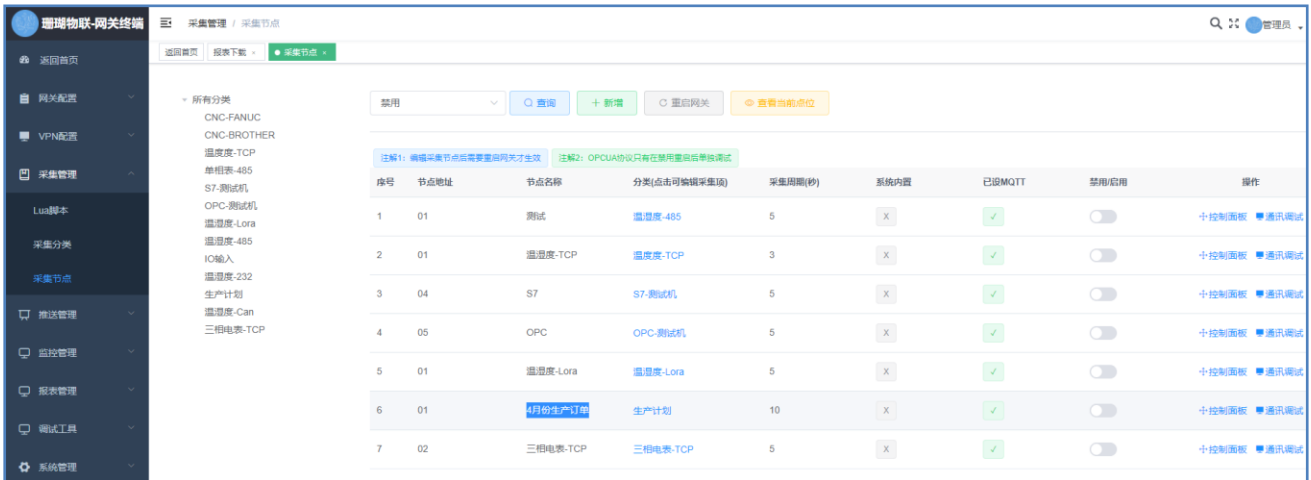 珊瑚物联-网关终端
采集管理 / 采集节点
管理员
返回首页
报表下载 ×
采集节点 ×
返回首页
网关配置
VPN配置
采集管理
Lua脚本
采集分类
采集节点
推送管理
监控管理
报表管理
调试工具
系统管理
所有分类
CNC-FANUC
CNC-BROTHER
温度度-TCP
单相表-485
S7-测试机
OPC-测试机
温湿度-Lora
温湿度-485
IO输入
温湿度-232
生产计划
温湿度-Can
三相电表-TCP
禁用 查询 + 新增 重启网关 查看当前点位
注解1：编辑采集节点后需要重启网关才生效 注解2：OPCUA协议只有在禁用重启后单独调试
序号 节点地址 节点名称 分类(点击可编辑采集项) 采集周期(秒) 系统内置 已设MQTT 禁用/启用 操作
1 01 测试 温湿度-485 5 X ✓ 控制面板 通讯调试
2 01 温湿度-TCP 温度度-TCP 3 X ✓ 控制面板 通讯调试
3 04 S7 S7-测试机 5 X ✓ 控制面板 通讯调试
4 05 OPC OPC-测试机 5 X ✓ 控制面板 通讯调试
5 01 温湿度-Lora 温湿度-Lora 5 X ✓ 控制面板 通讯调试
6 01 4月份生产订单 生产计划 10 X ✓ 控制面板 通讯调试
7 02 三相电表-TCP 三相电表-TCP 5 X ✓ 控制面板 通讯调试